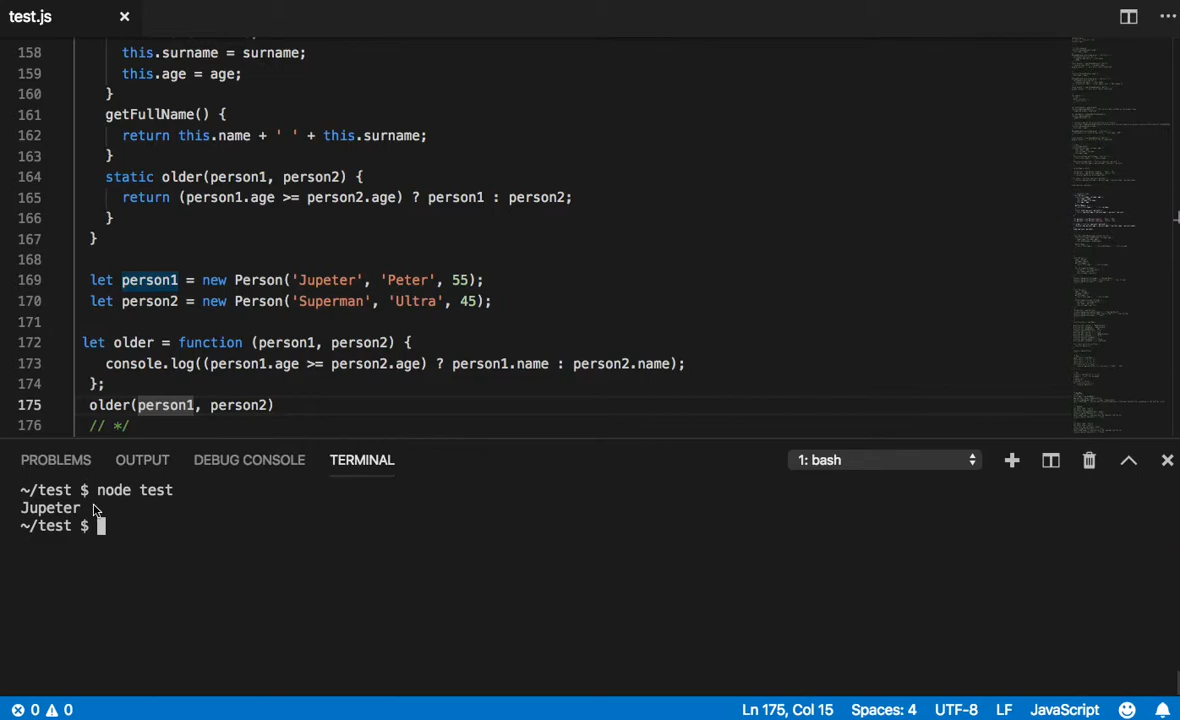 test.js
158 this.surname = surname;
159 this.age = age;
160 }
161 getFullName() {
162 return this.name + ' ' + this.surname;
163 }
164 static older(person1, person2) {
165 return (person1.age >= person2.age) ? person1 : person2;
166 }
167 }
168
169 let person1 = new Person('Jupeter', 'Peter', 55);
170 let person2 = new Person('Superman', 'Ultra', 45);
171
172 let older = function (person1, person2) {
173 console.log((person1.age >= person2.age) ? person1.name : person2.name);
174 };
175 older(person1, person2)
176 // */
PROBLEMS OUTPUT DEBUG CONSOLE TERMINAL 1: bash
~/test $ node test
Jupeter
~/test $
0 0 Ln 175, Col 15 Spaces: 4 UTF-8 LF JavaScript